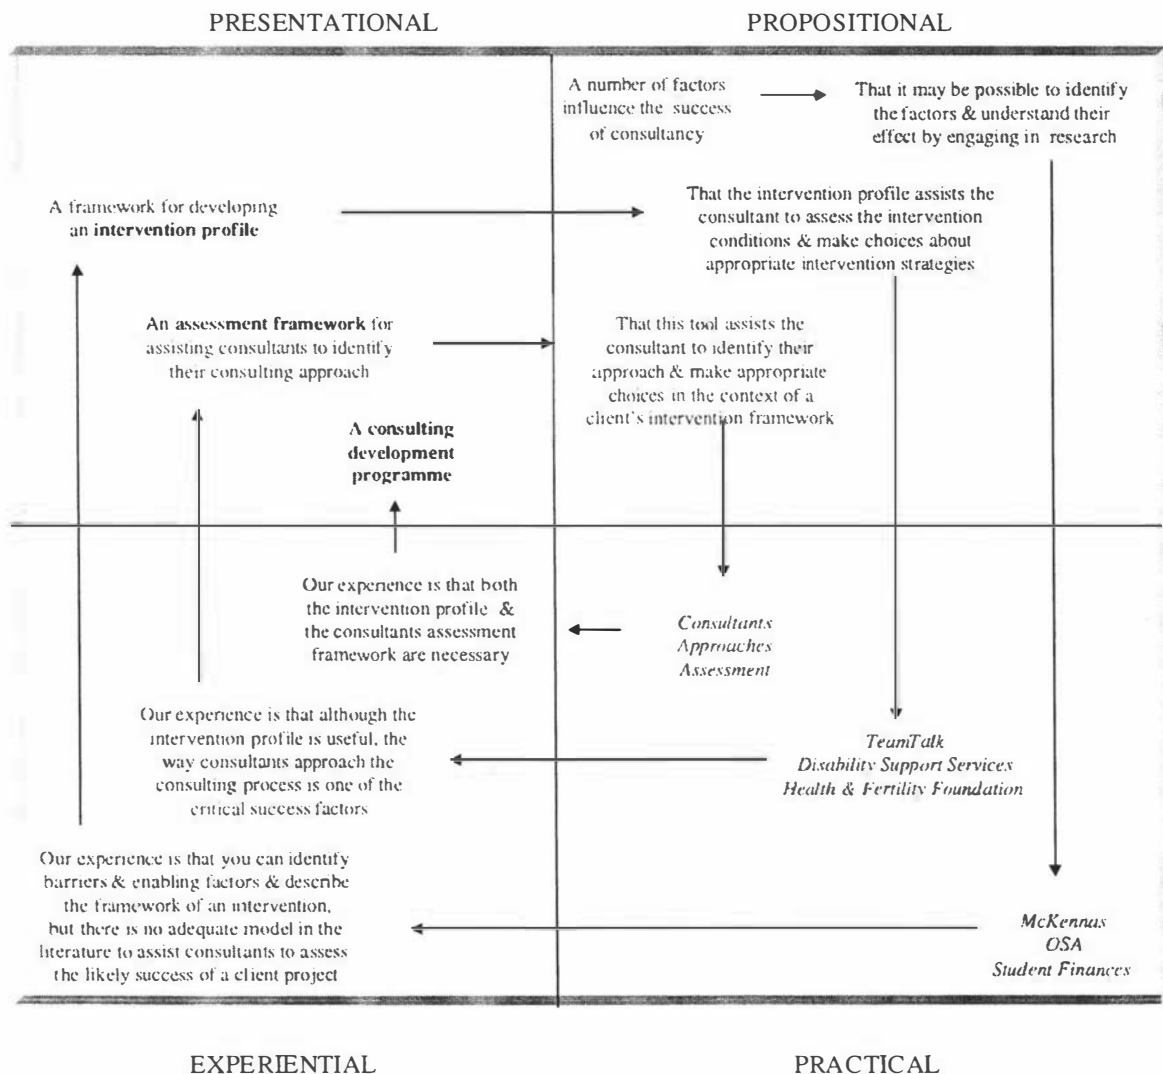 PRESENTATIONAL
PROPOSITIONAL
A number of factors
influence the success
of consultancy
That it may be possible to identify
the factors & understand their
effect by engaging in research
A framework for developing
an intervention profile
That the intervention profile assists the
consultant to assess the intervention
conditions & make choices about
appropriate intervention strategies
An assessment framework for
assisting consultants to identify
their consulting approach
That this tool assists the
consultant to identify their
approach & make appropriate
choices in the context of a
client's intervention framework
A consulting
development
programme
Our experience is that both
the intervention profile &
the consultants assessment
framework are necessary
Consultants
Approaches
Assessment
Our experience is that although the
intervention profile is useful, the
way consultants approach the
consulting process is one of the
critical success factors
TeamTalk
Disability Support Services
Health & Fertility Foundation
Our experience is that you can identify
barriers & enabling factors & describe
the framework of an intervention,
but there is no adequate model in the
literature to assist consultants to assess
the likely success of a client project
McKennas
OSA
Student Finances
EXPERIENTIAL
PRACTICAL